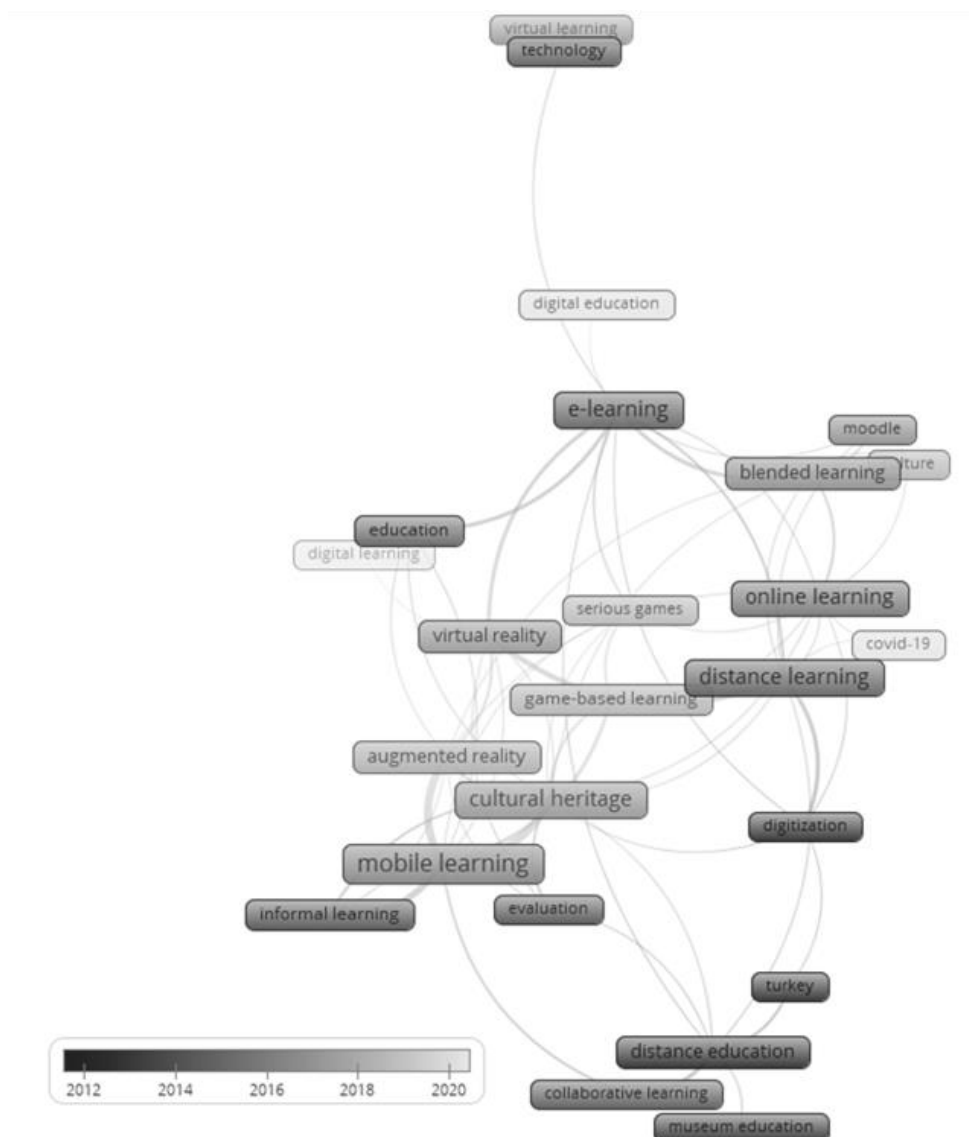 virtual learning
technology
digital education
e-learning
moodle
blended learning
education
digital learning
online learning
serious games
virtual reality
covid-19
distance learning
game-based learning
augmented reality
cultural heritage
digitization
mobile learning
evaluation
informal learning
turkey
distance education
collaborative learning
museum education
2012 2014 2016 2018 2020